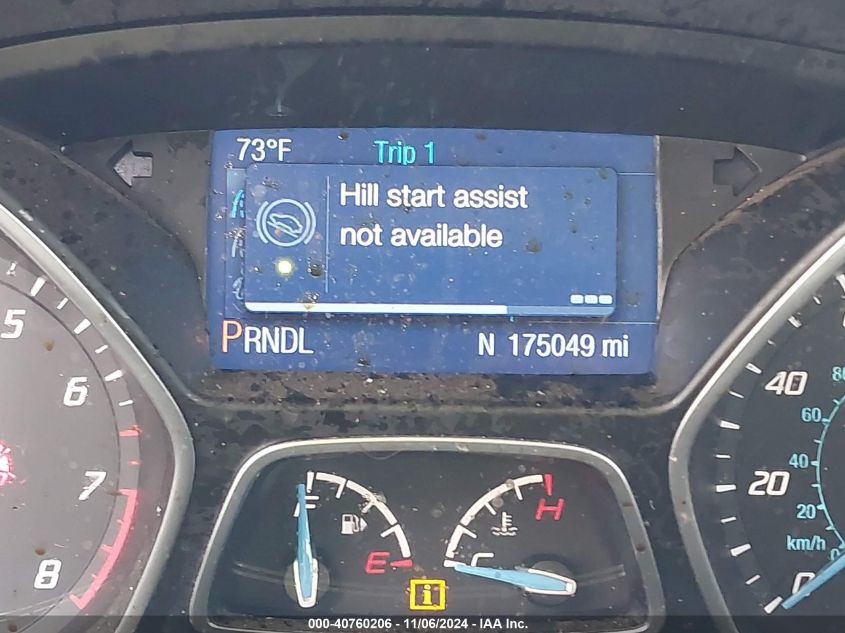 73°F Trip 1
Hill start assist
not available
PRNDL N 175049 mi
5
6
7
8
F
E
H
C
i
80
40
60
40
20
20
km/h
0
0
000-40760206 - 11/06/2024 - IAA Inc.